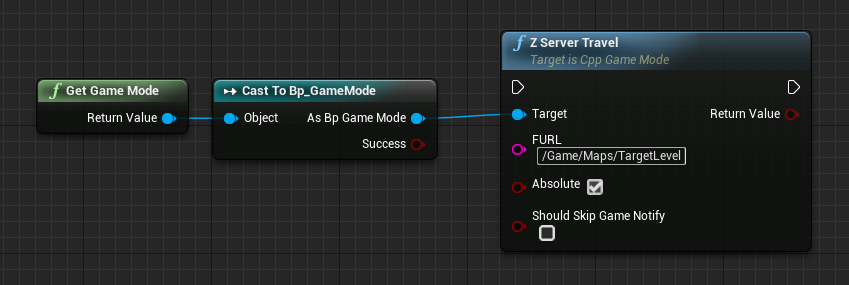 f Get Game Mode
Return Value
Cast To Bp_GameMode
Object
As Bp Game Mode
Success
f Z Server Travel
Target is Cpp Game Mode
Target
Return Value
FURL
/Game/Maps/TargetLevel
Absolute
Should Skip Game Notify